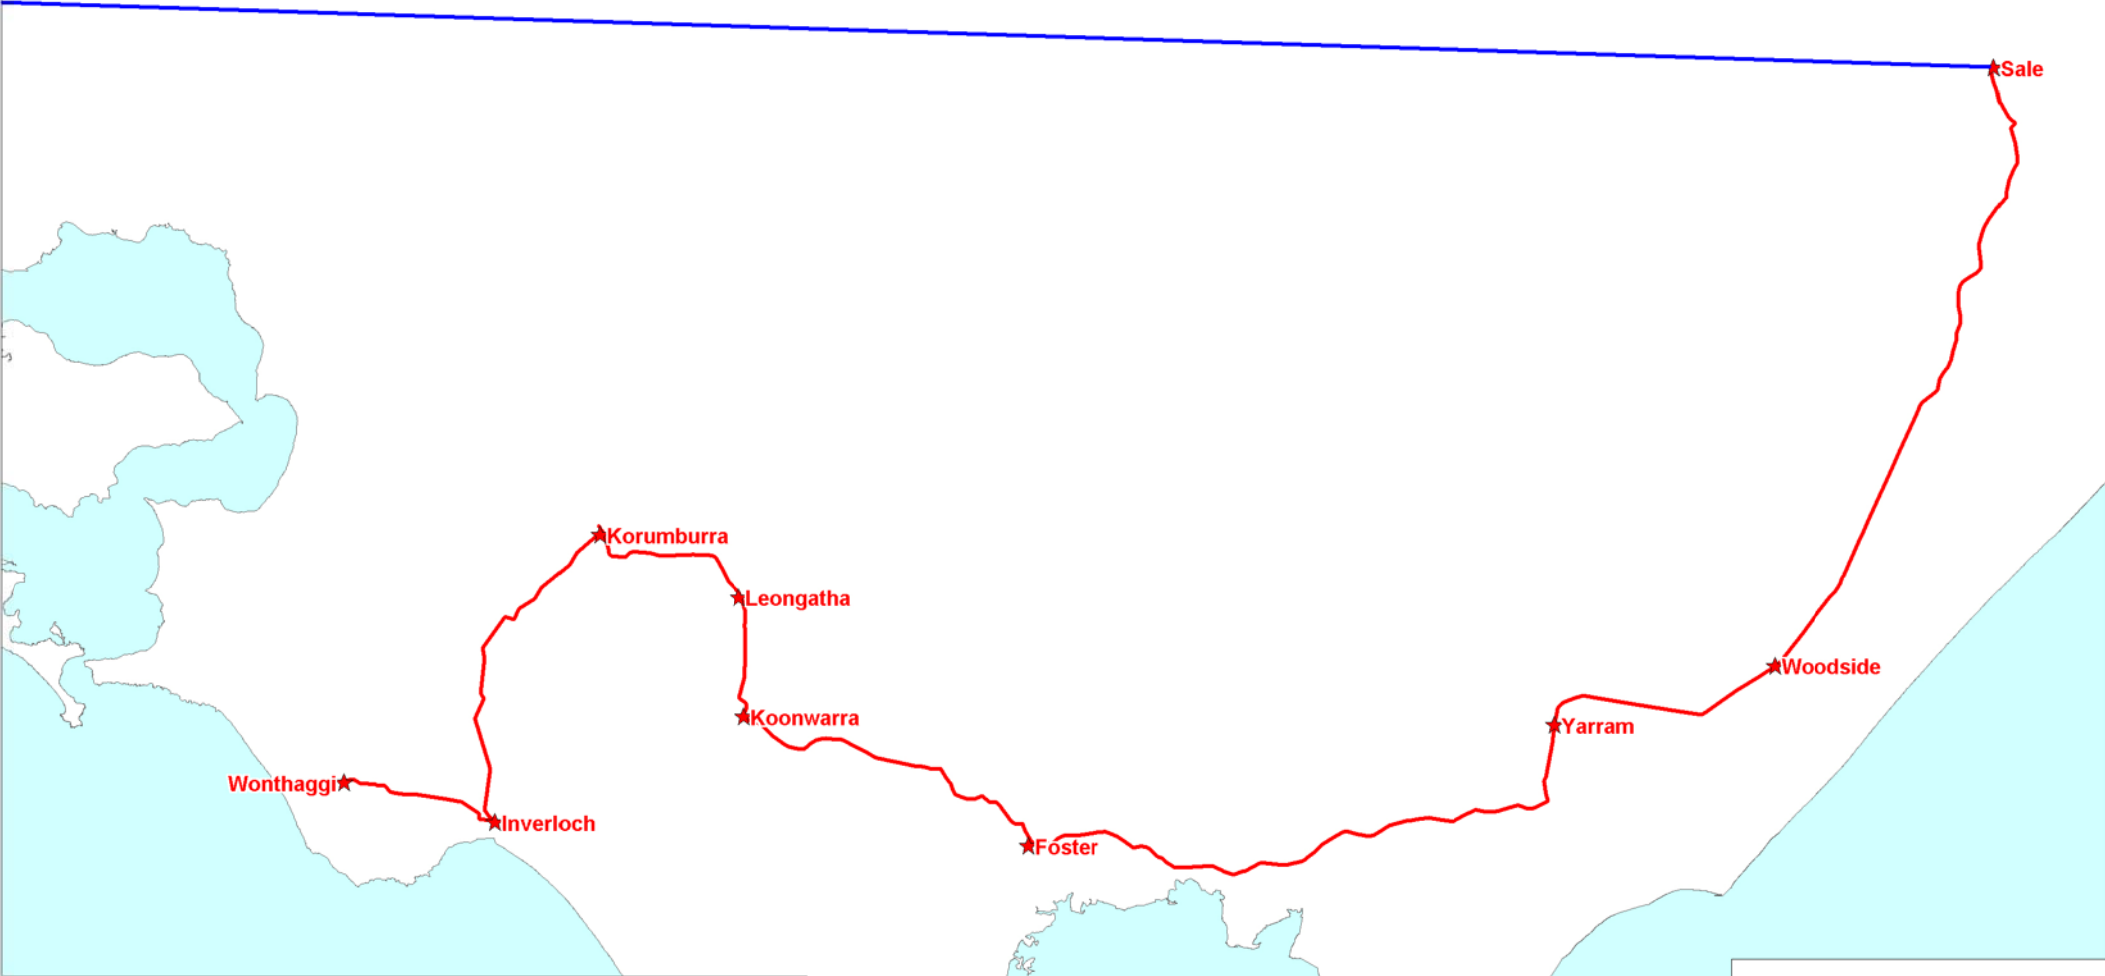 Sale
Korumburra
Leongatha
Woodside
Koonwarra
Yarram
Wonthaggi
Inverloch
Foster